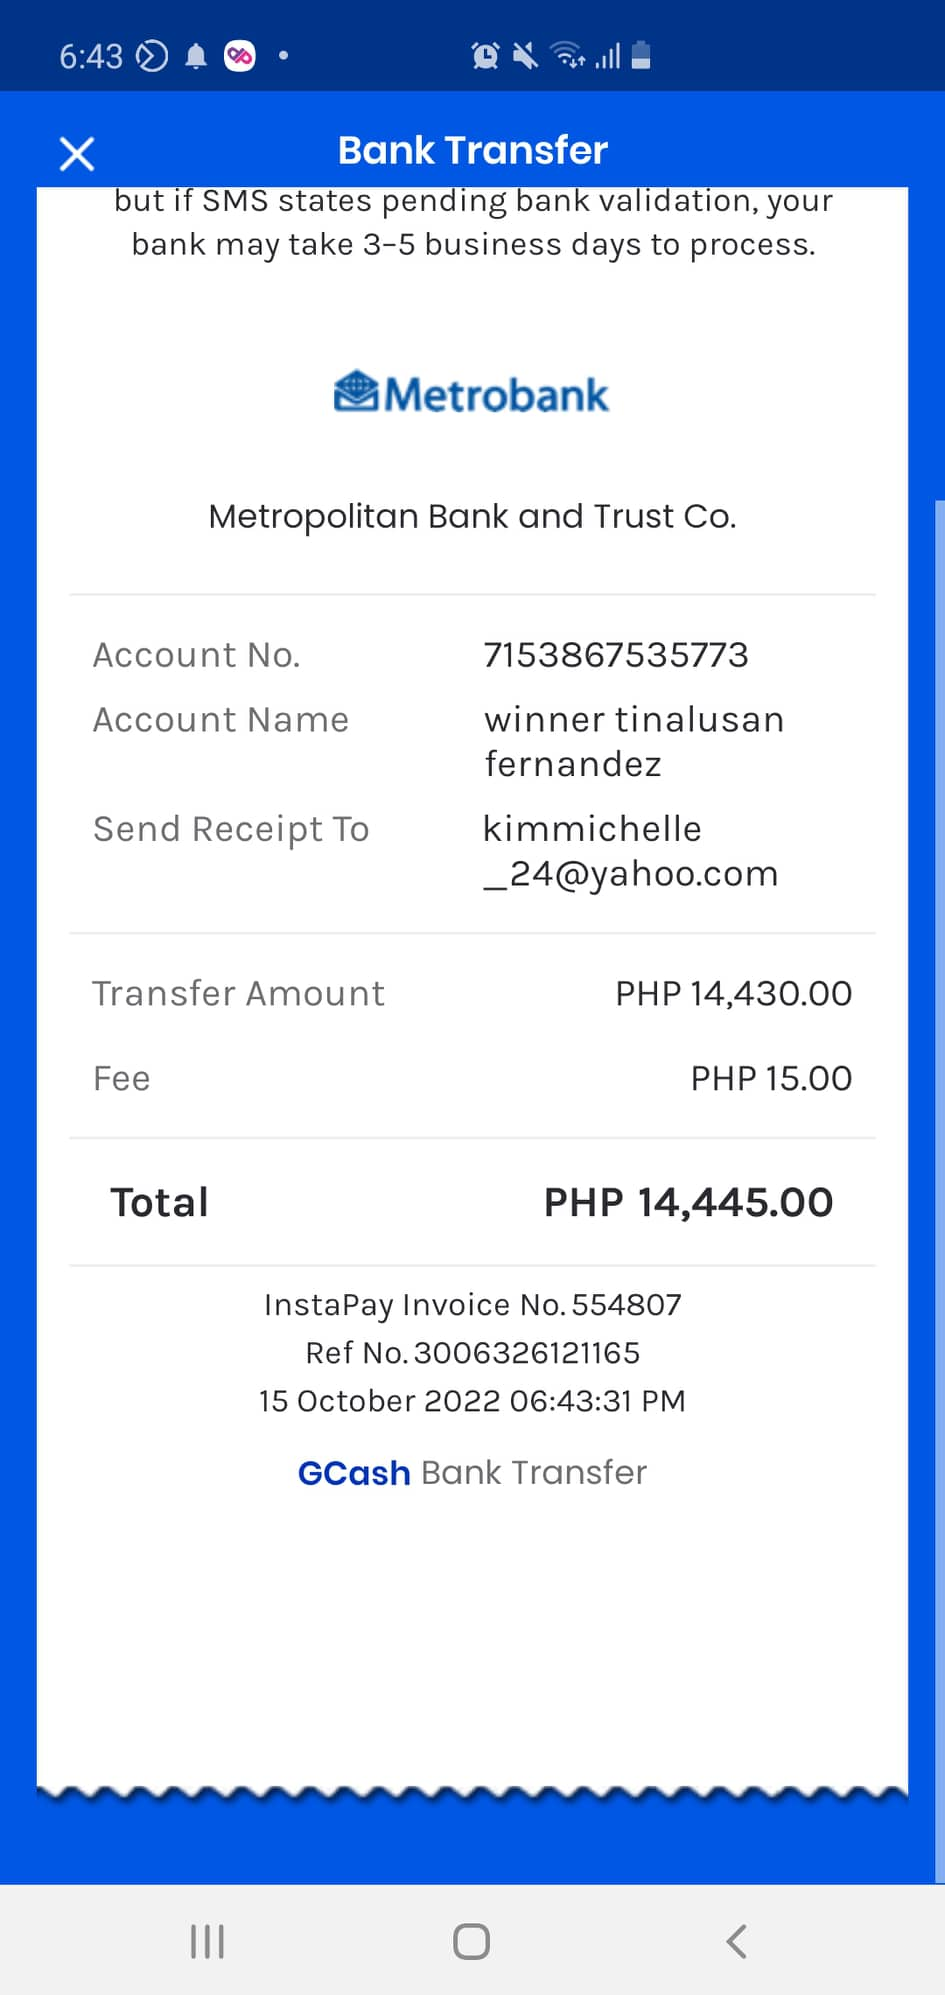 6:43
Bank Transfer
but if SMS states pending bank validation, your
bank may take 3-5 business days to process.
Metrobank
Metropolitan Bank and Trust Co.
Account No. 7153867535773
Account Name winner tinalusan
fernandez
Send Receipt To kimmichelle
_24@yahoo.com
Transfer Amount PHP 14,430.00
Fee PHP 15.00
Total PHP 14,445.00
InstaPay Invoice No. 554807
Ref No. 3006326121165
15 October 2022 06:43:31 PM
GCash Bank Transfer